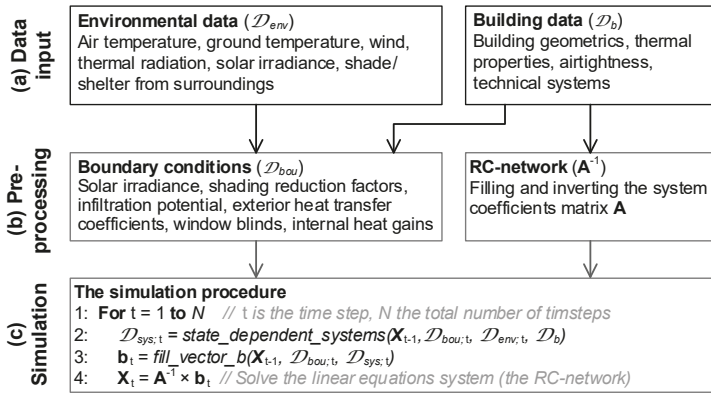 (a) Data
input
Environmental data (𝒟env)
Air temperature, ground temperature, wind,
thermal radiation, solar irradiance, shade/
shelter from surroundings
Building data (𝒟b)
Building geometrics, thermal
properties, airtightness,
technical systems
(b) Pre-
processing
Boundary conditions (𝒟bou)
Solar irradiance, shading reduction factors,
infiltration potential, exterior heat transfer
coefficients, window blinds, internal heat gains
RC-network (A⁻¹)
Filling and inverting the system
coefficients matrix A
(c)
Simulation
The simulation procedure
1: For t = 1 to N // t is the time step, N the total number of timsteps
2: 𝒟sys; t = state_dependent_systems(Xt-1, 𝒟bou; t, 𝒟env; t, 𝒟b)
3: bt = fill_vector_b(Xt-1, 𝒟bou; t, 𝒟sys; t)
4: Xt = A⁻¹ × bt // Solve the linear equations system (the RC-network)